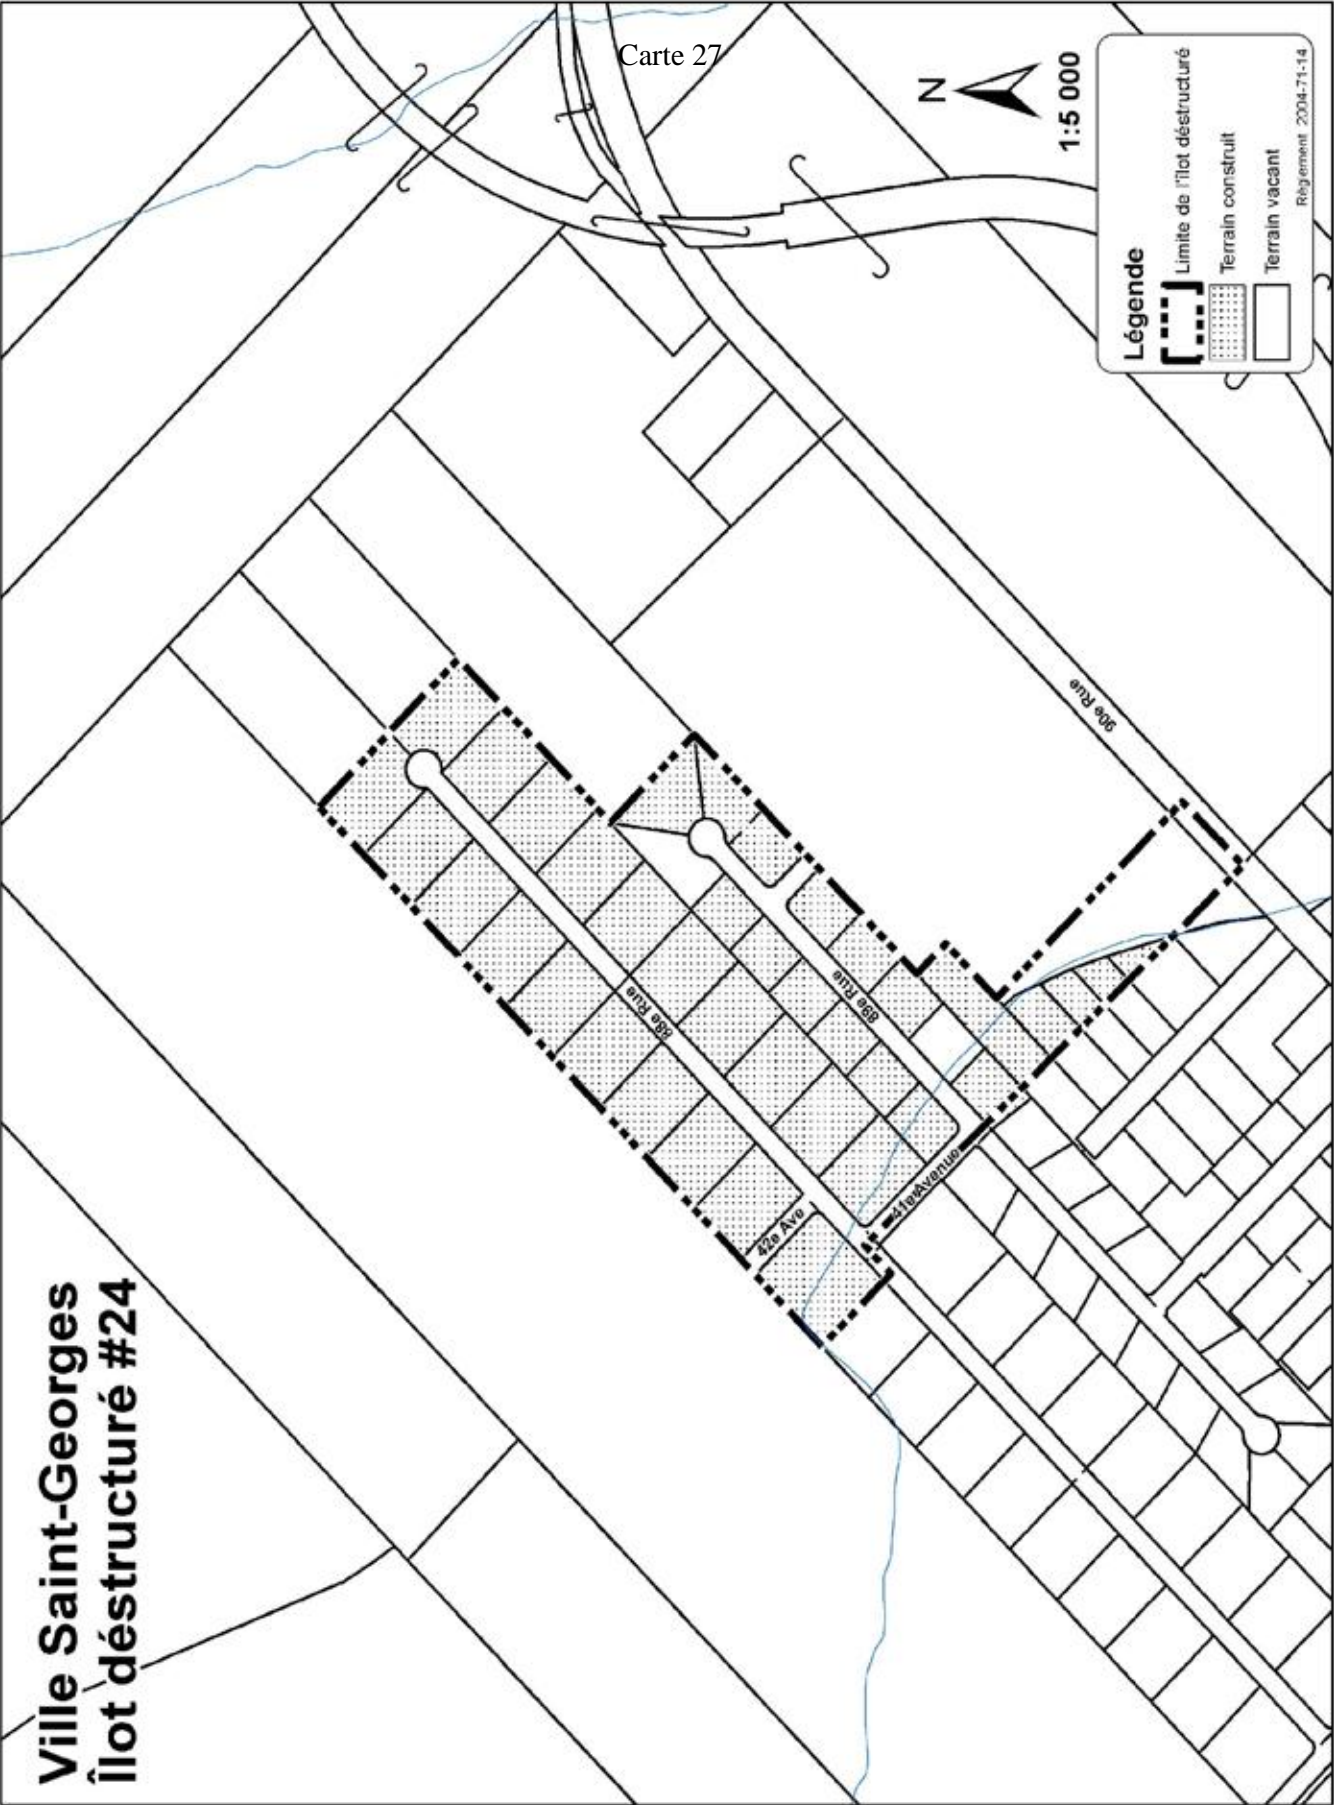 Carte 27
Ville Saint-Georges
Îlot déstructuré #24
N
1:5 000
Légende
Limite de l'îlot déstructuré
Terrain construit
Terrain vacant
Règlement 2004-71-14
88e Rue
89e Rue
90e Rue
42e Ave
41e Avenue